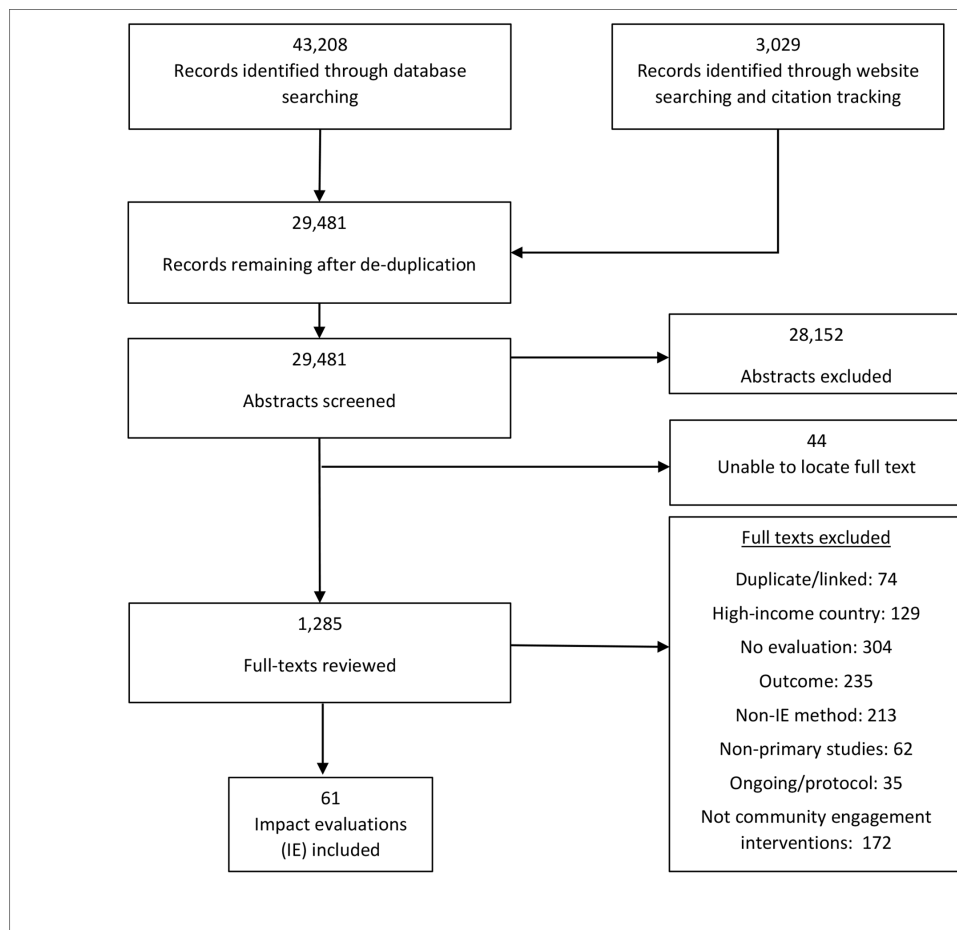 43,208
Records identified through database
searching
3,029
Records identified through website
searching and citation tracking
29,481
Records remaining after de-duplication
29,481
Abstracts screened
28,152
Abstracts excluded
44
Unable to locate full text
1,285
Full-texts reviewed
Full texts excluded
Duplicate/linked: 74
High-income country: 129
No evaluation: 304
Outcome: 235
Non-IE method: 213
Non-primary studies: 62
Ongoing/protocol: 35
Not community engagement
interventions: 172
61
Impact evaluations
(IE) included